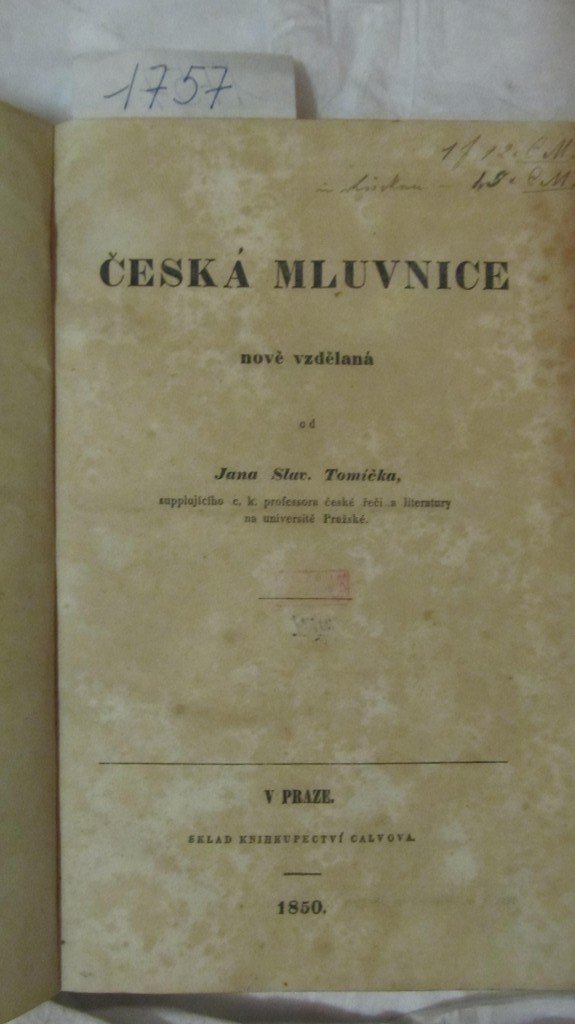 1757
ČESKÁ MLUVNICE
nově vzdělaná
od
Jana Slav. Tomíčka,
supplujícího c. k. professora české řeči a literatury
na universitě Pražské.
V PRAZE.
SKLAD KNIHKUPECTVÍ CALVOVA.
1850.